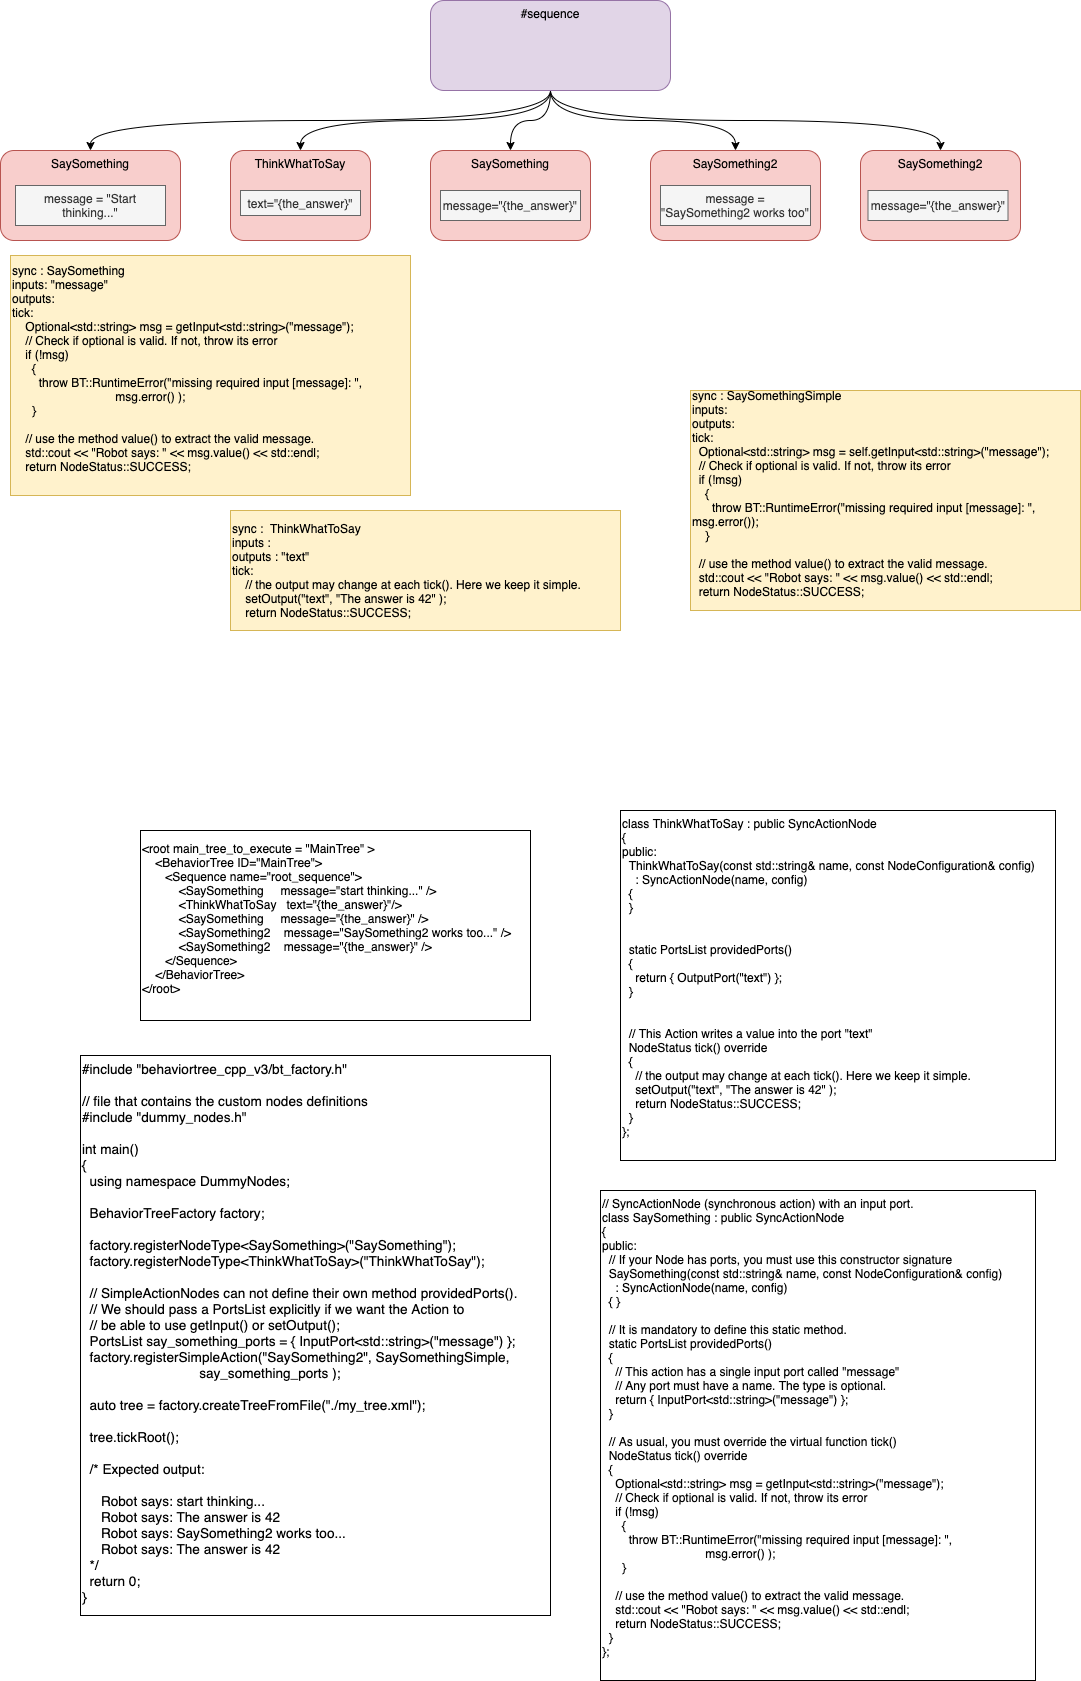 #sequence
SaySomething
message = "Start
thinking..."
ThinkWhatToSay
text="{the_answer}"
SaySomething
message="{the_answer}"
SaySomething2
message =
"SaySomething2 works too"
SaySomething2
message="{the_answer}"
sync : SaySomething
inputs: "message"
outputs:
tick:
Optional<std::string> msg = getInput<std::string>("message");
// Check if optional is valid. If not, throw its error
if (!msg)
{
throw BT::RuntimeError("missing required input [message]: ",
msg.error() );
}
// use the method value() to extract the valid message.
std::cout << "Robot says: " << msg.value() << std::endl;
return NodeStatus::SUCCESS;
sync : SaySomethingSimple
inputs:
outputs:
tick:
Optional<std::string> msg = self.getInput<std::string>("message");
// Check if optional is valid. If not, throw its error
if (!msg)
{
throw BT::RuntimeError("missing required input [message]: ",
msg.error());
}
// use the method value() to extract the valid message.
std::cout << "Robot says: " << msg.value() << std::endl;
return NodeStatus::SUCCESS;
sync :  ThinkWhatToSay
inputs :
outputs : "text"
tick:
// the output may change at each tick(). Here we keep it simple.
setOutput("text", "The answer is 42" );
return NodeStatus::SUCCESS;
<root main_tree_to_execute = "MainTree" >
<BehaviorTree ID="MainTree">
<Sequence name="root_sequence">
<SaySomething     message="start thinking..." />
<ThinkWhatToSay   text="{the_answer}"/>
<SaySomething     message="{the_answer}" />
<SaySomething2    message="SaySomething2 works too..." />
<SaySomething2    message="{the_answer}" />
</Sequence>
</BehaviorTree>
</root>
class ThinkWhatToSay : public SyncActionNode
{
public:
ThinkWhatToSay(const std::string& name, const NodeConfiguration& config)
: SyncActionNode(name, config)
{
}
static PortsList providedPorts()
{
return { OutputPort("text") };
}
// This Action writes a value into the port "text"
NodeStatus tick() override
{
// the output may change at each tick(). Here we keep it simple.
setOutput("text", "The answer is 42" );
return NodeStatus::SUCCESS;
}
};
#include "behaviortree_cpp_v3/bt_factory.h"
// file that contains the custom nodes definitions
#include "dummy_nodes.h"
int main()
{
using namespace DummyNodes;
BehaviorTreeFactory factory;
factory.registerNodeType<SaySomething>("SaySomething");
factory.registerNodeType<ThinkWhatToSay>("ThinkWhatToSay");
// SimpleActionNodes can not define their own method providedPorts().
// We should pass a PortsList explicitly if we want the Action to
// be able to use getInput() or setOutput();
PortsList say_something_ports = { InputPort<std::string>("message") };
factory.registerSimpleAction("SaySomething2", SaySomethingSimple,
say_something_ports );
auto tree = factory.createTreeFromFile("./my_tree.xml");
tree.tickRoot();
/* Expected output:
Robot says: start thinking...
Robot says: The answer is 42
Robot says: SaySomething2 works too...
Robot says: The answer is 42
*/
return 0;
}
// SyncActionNode (synchronous action) with an input port.
class SaySomething : public SyncActionNode
{
public:
// If your Node has ports, you must use this constructor signature
SaySomething(const std::string& name, const NodeConfiguration& config)
: SyncActionNode(name, config)
{ }
// It is mandatory to define this static method.
static PortsList providedPorts()
{
// This action has a single input port called "message"
// Any port must have a name. The type is optional.
return { InputPort<std::string>("message") };
}
// As usual, you must override the virtual function tick()
NodeStatus tick() override
{
Optional<std::string> msg = getInput<std::string>("message");
// Check if optional is valid. If not, throw its error
if (!msg)
{
throw BT::RuntimeError("missing required input [message]: ",
msg.error() );
}
// use the method value() to extract the valid message.
std::cout << "Robot says: " << msg.value() << std::endl;
return NodeStatus::SUCCESS;
}
};